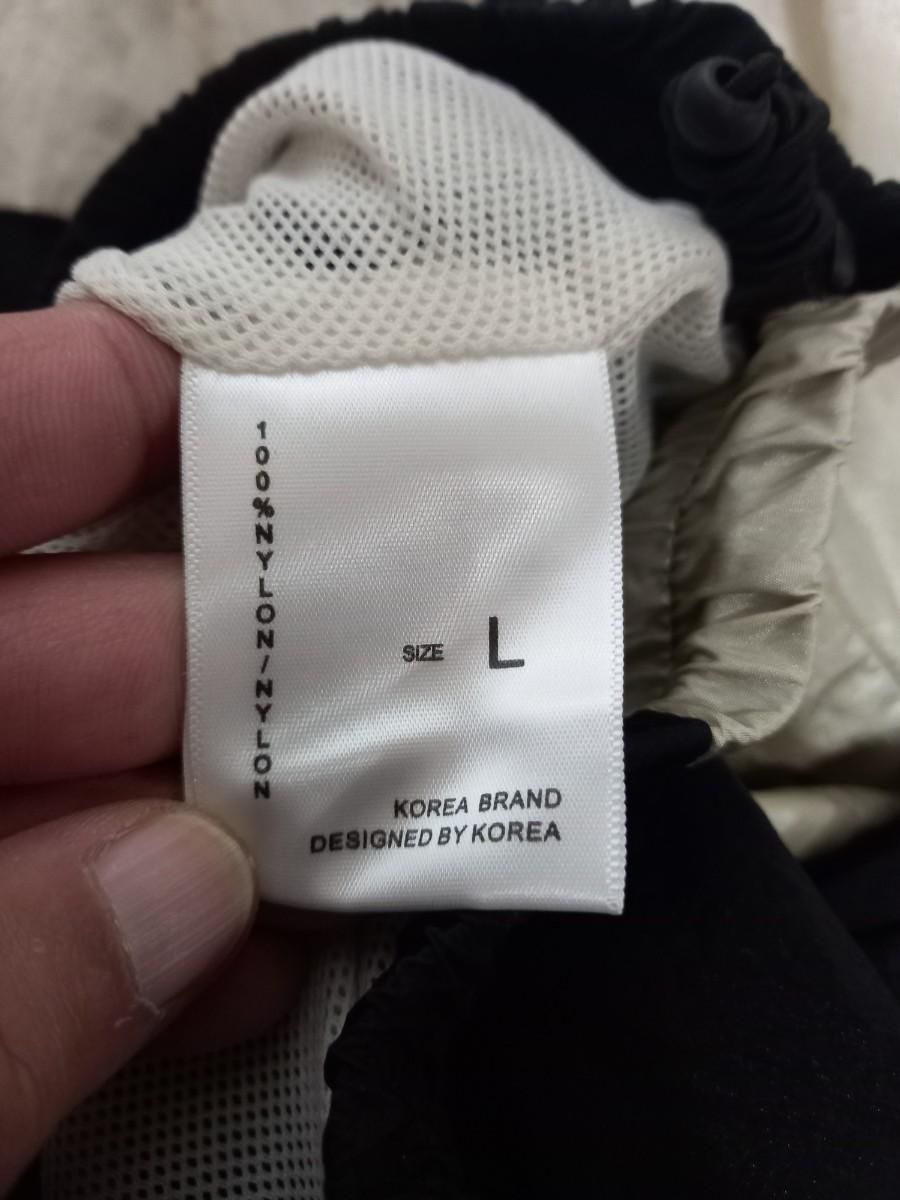 100%NYLON/NYLON
SIZE L
KOREA BRAND
DESIGNED BY KOREA